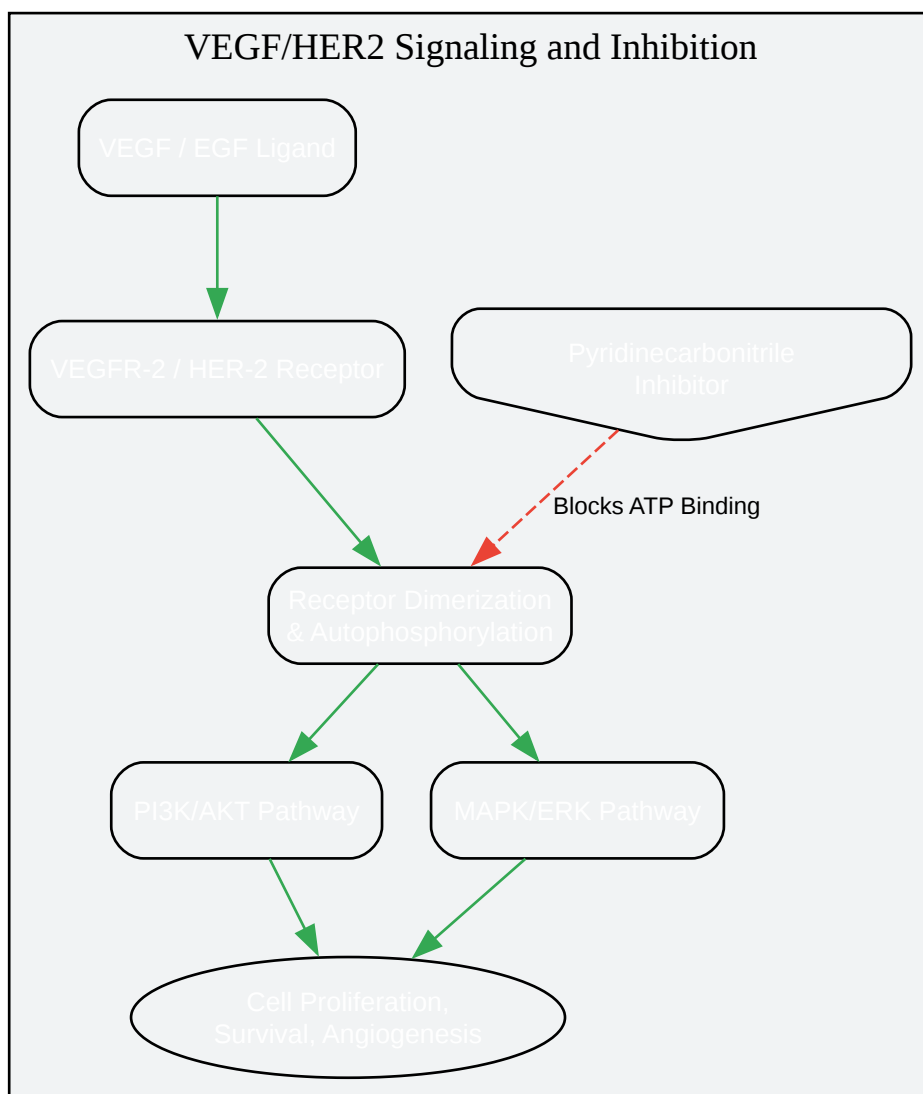 VEGF/HER2 Signaling and Inhibition
VEGF / EGF Ligand
VEGFR-2 / HER-2 Receptor
Pyridinecarbonitrile
Inhibitor
Blocks ATP Binding
Receptor Dimerization
& Autophosphorylation
PI3K/AKT Pathway
MAPK/ERK Pathway
Cell Proliferation,
Survival, Angiogenesis